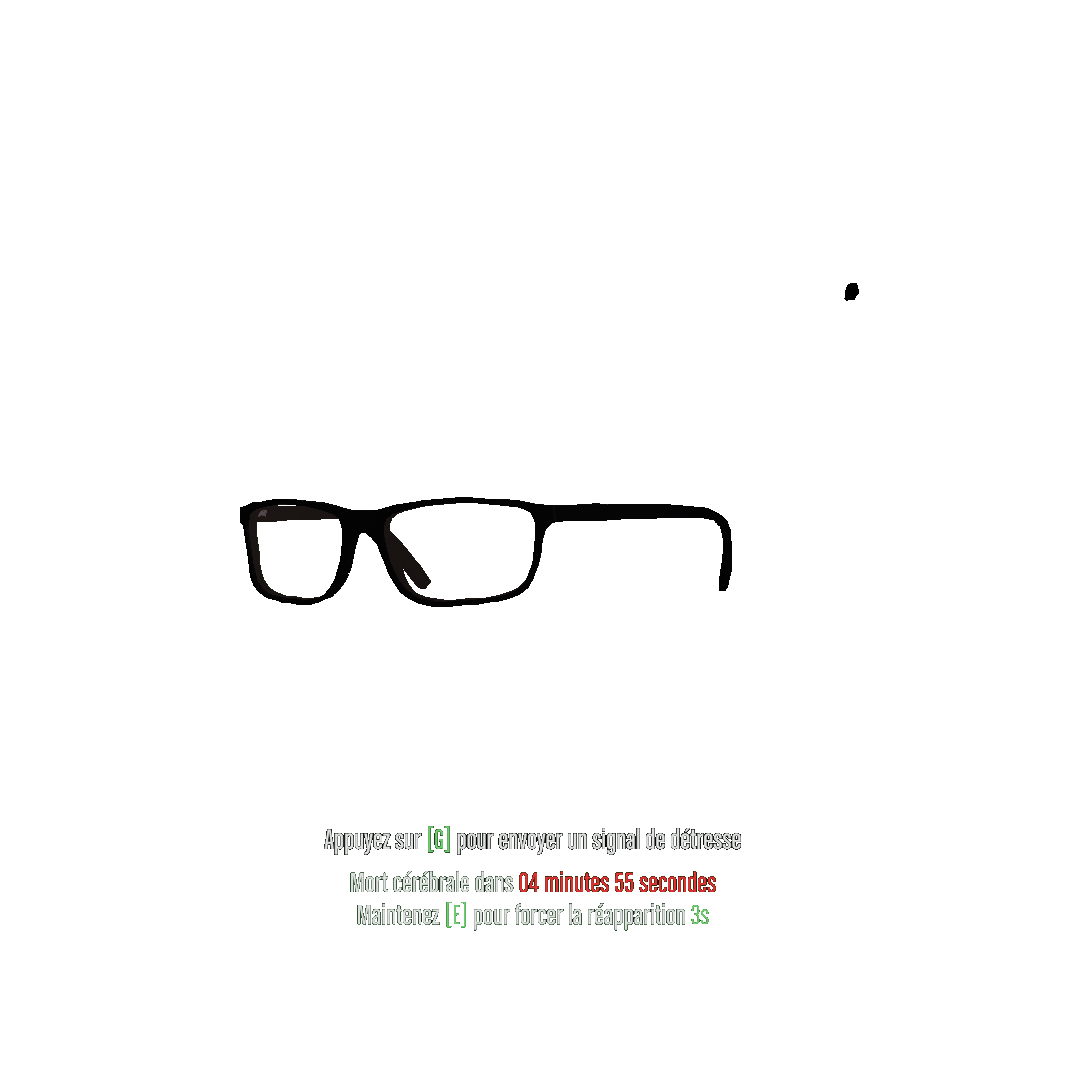 Appuyez sur [G] pour envoyer un signal de détresse
Mort cérébrale dans 04 minutes 55 secondes
Maintenez [E] pour forcer la réapparition 3s